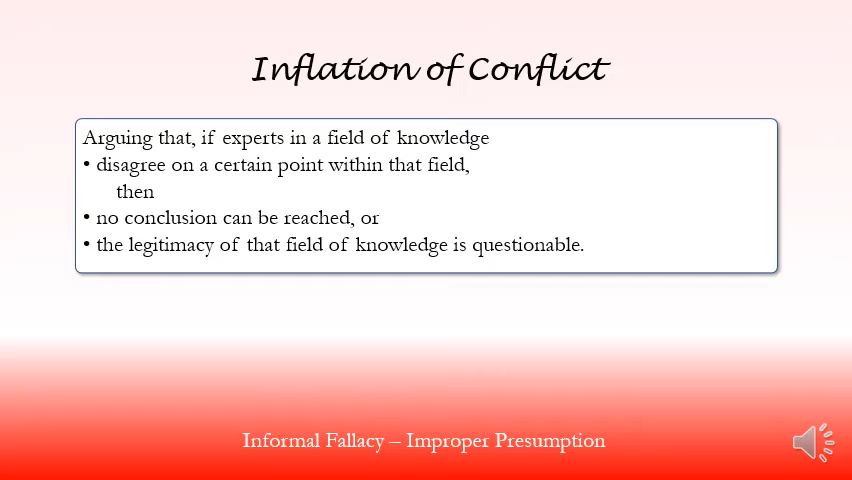 Inflation of Conflict
Arguing that, if experts in a field of knowledge
• disagree on a certain point within that field,
then
• no conclusion can be reached, or
• the legitimacy of that field of knowledge is questionable.
Informal Fallacy – Improper Presumption